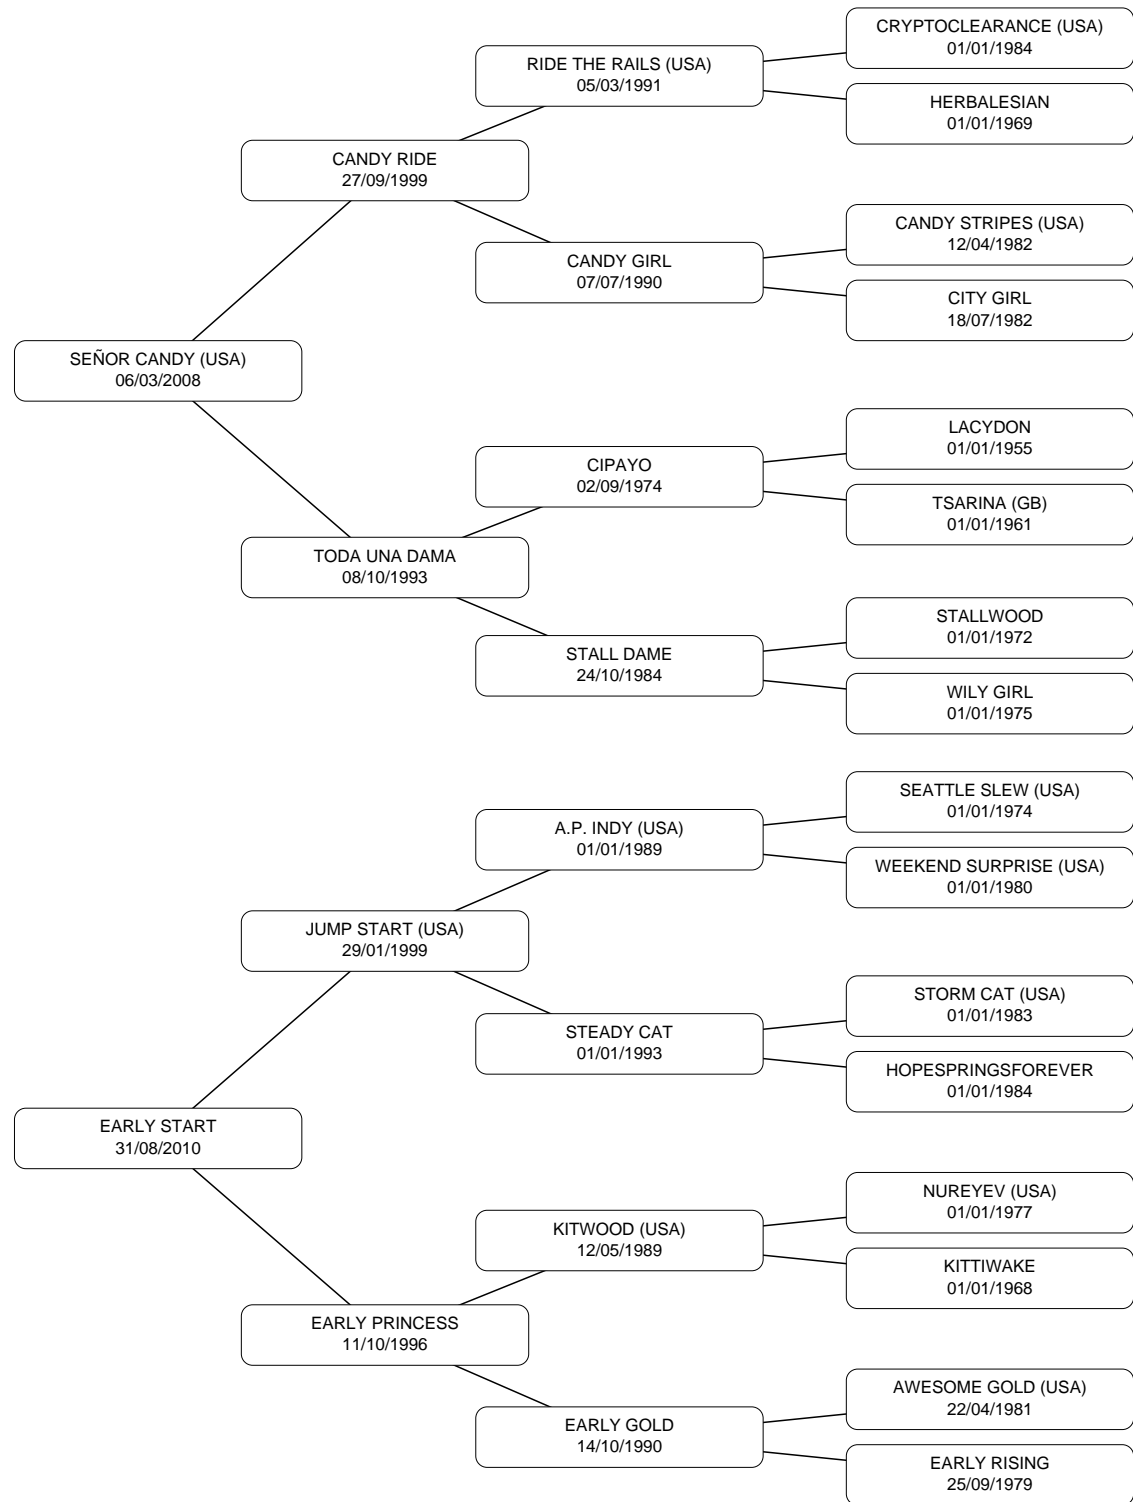 CRYPTOCLEARANCE (USA)
01/01/1984
RIDE THE RAILS (USA)
05/03/1991
HERBALESIAN
01/01/1969
CANDY RIDE
27/09/1999
CANDY STRIPES (USA)
12/04/1982
CANDY GIRL
07/07/1990
CITY GIRL
18/07/1982
SEÑOR CANDY (USA)
06/03/2008
LACYDON
01/01/1955
CIPAYO
02/09/1974
TSARINA (GB)
01/01/1961
TODA UNA DAMA
08/10/1993
STALLWOOD
01/01/1972
STALL DAME
24/10/1984
WILY GIRL
01/01/1975
SEATTLE SLEW (USA)
01/01/1974
A.P. INDY (USA)
01/01/1989
WEEKEND SURPRISE (USA)
01/01/1980
JUMP START (USA)
29/01/1999
STORM CAT (USA)
01/01/1983
STEADY CAT
01/01/1993
HOPESPRINGSFOREVER
01/01/1984
EARLY START
31/08/2010
NUREYEV (USA)
01/01/1977
KITWOOD (USA)
12/05/1989
KITTIWAKE
01/01/1968
EARLY PRINCESS
11/10/1996
AWESOME GOLD (USA)
22/04/1981
EARLY GOLD
14/10/1990
EARLY RISING
25/09/1979